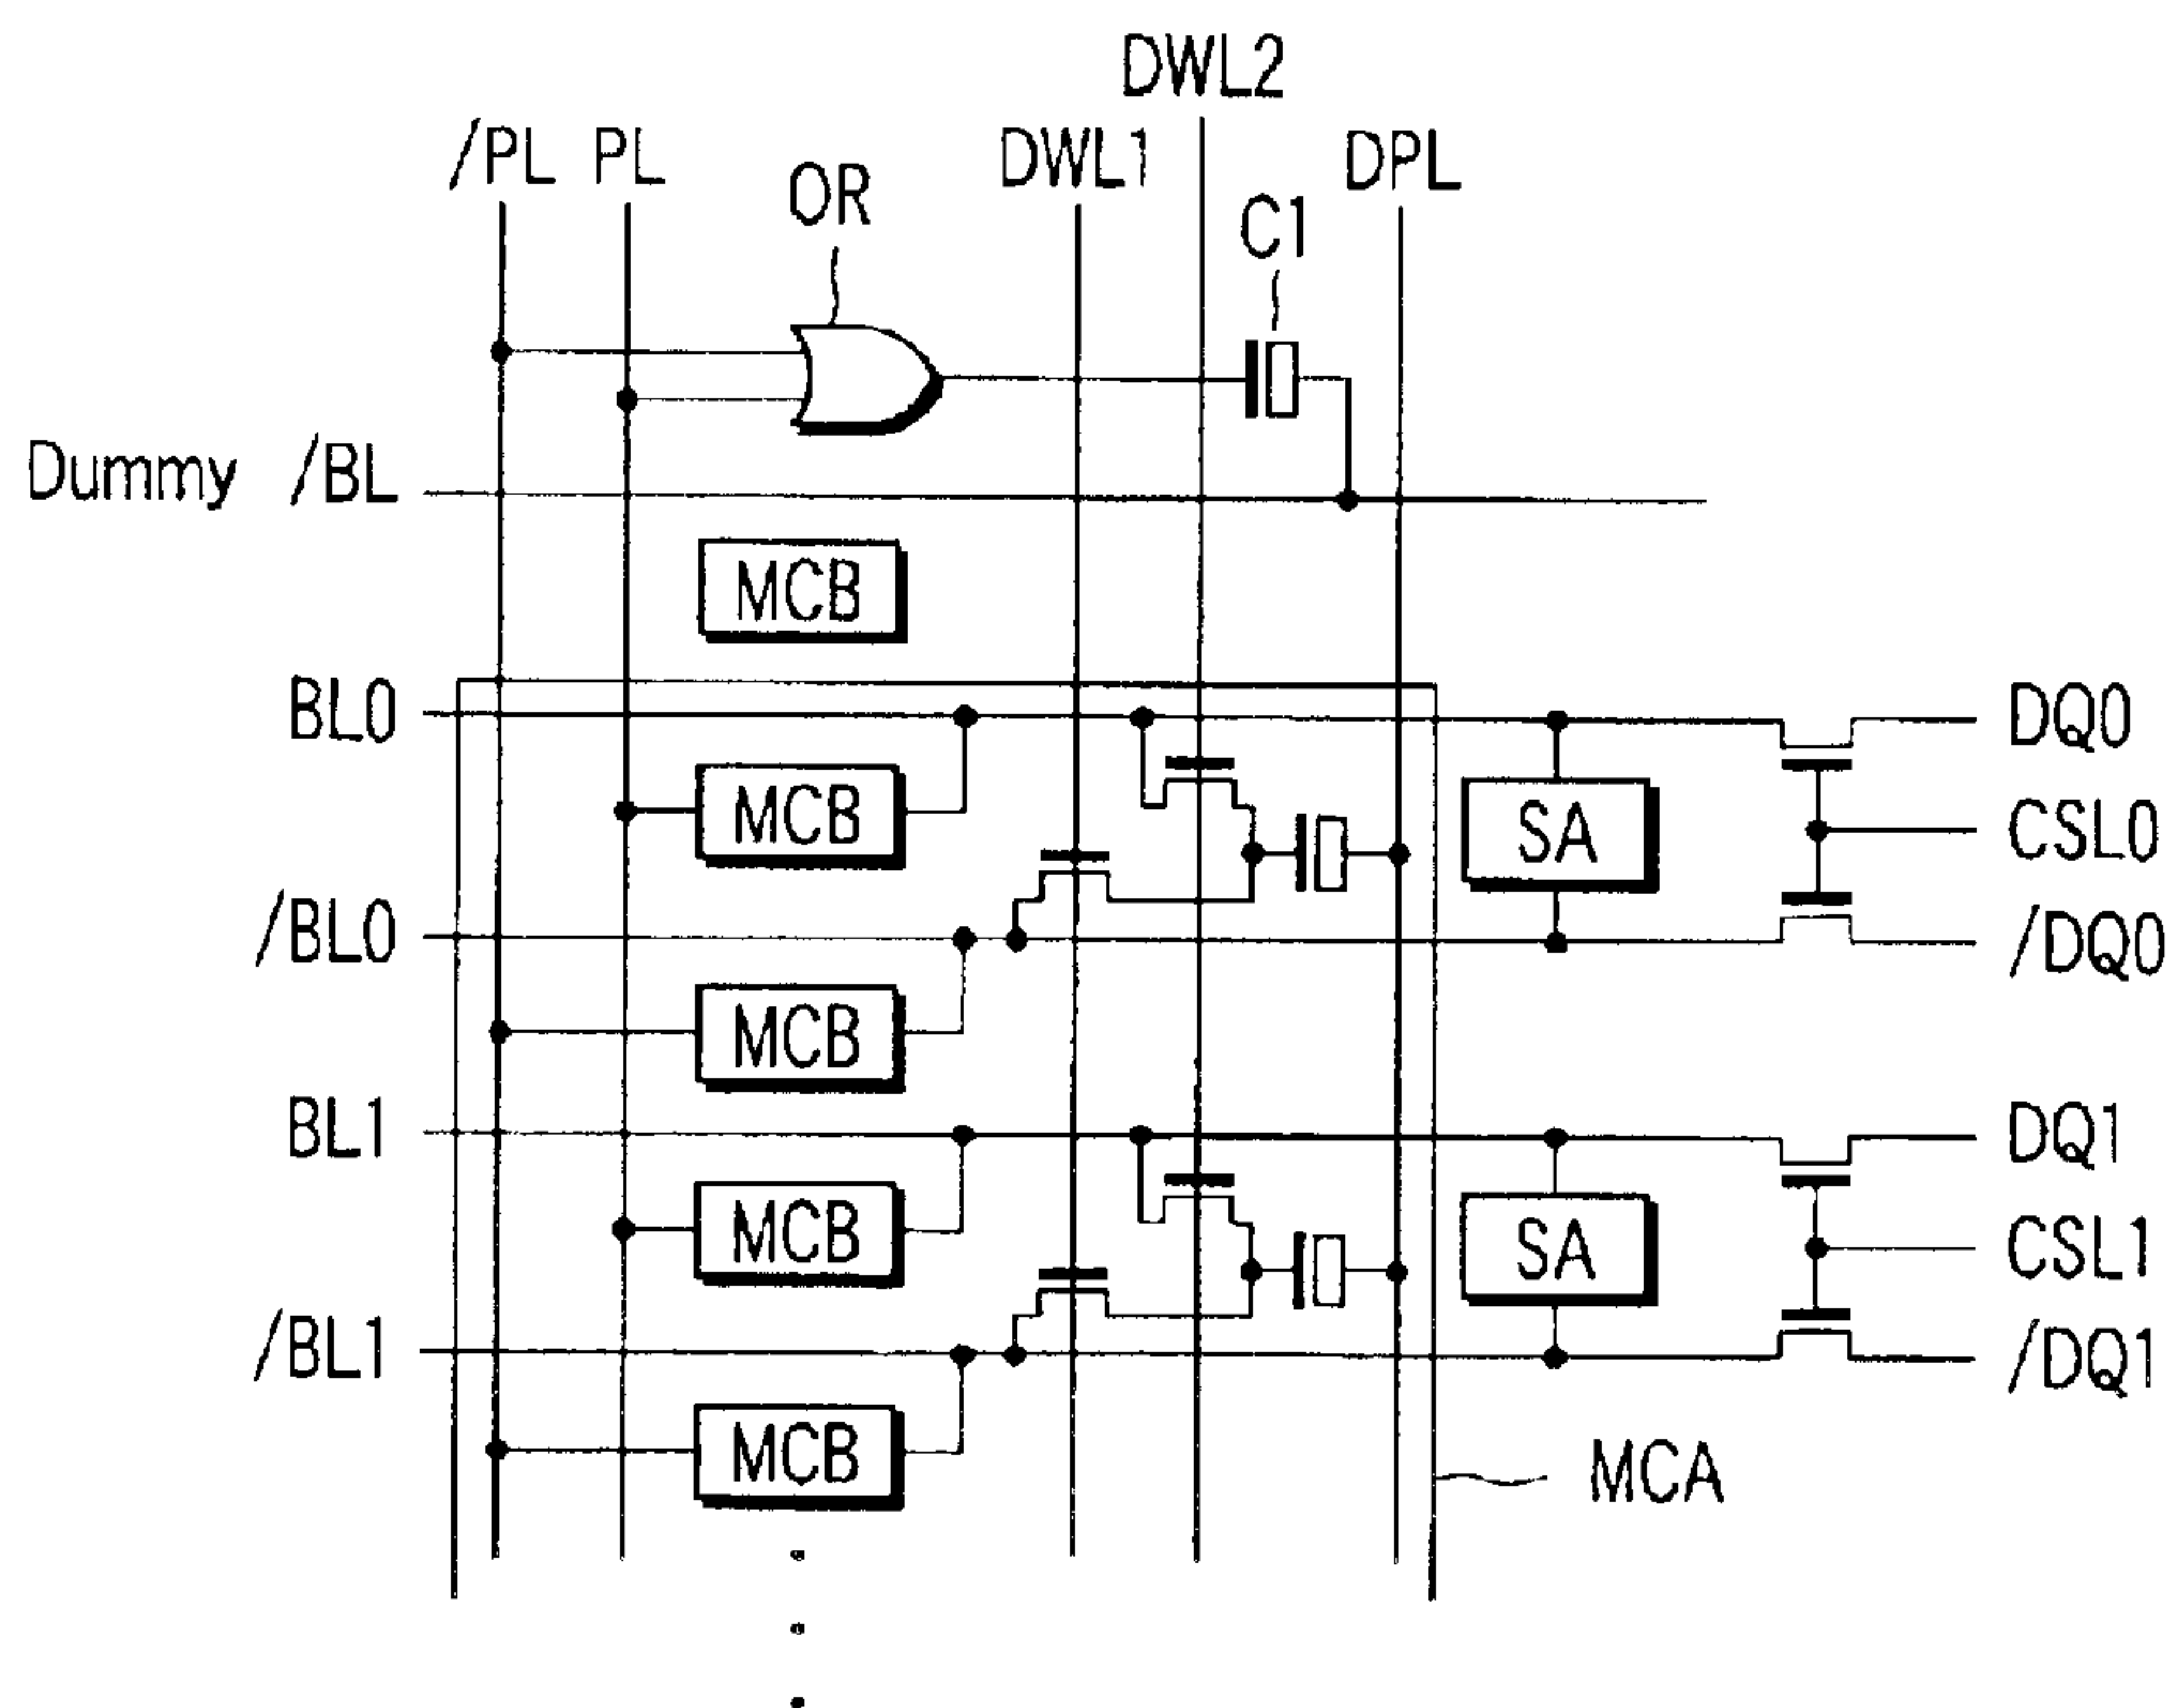 DWL2
/PL PL OR DWL1 C1 DPL
Dummy /BL
MCB
BL0 DQ0
MCB SA CSL0
/BL0 /DQ0
MCB
BL1 DQ1
MCB SA CSL1
/BL1 /DQ1
MCB
MCA